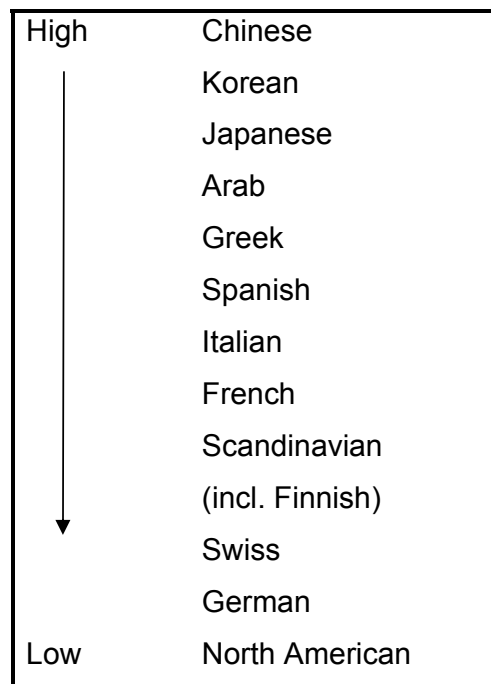 High Chinese
Korean
Japanese
Arab
Greek
Spanish
Italian
French
Scandinavian
(incl. Finnish)
Swiss
German
Low North American